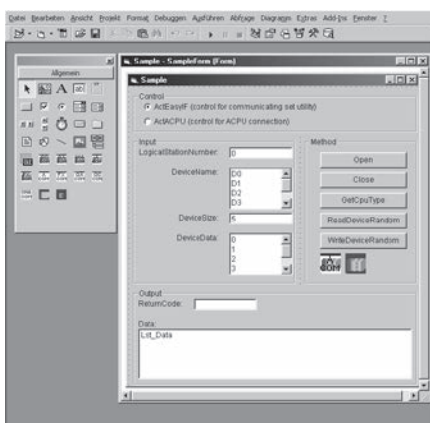 Datei Bearbeiten Ansicht Projekt Format Debuggen Ausführen Abfrage Diagramm Extras Add-Ins Fenster ?
Allgemein
Sample - SampleForm (Form)
Sample
Control
ActEasyIF (control for communicating set utility)
ActACPU (control for ACPU connection)
Input
LogicalStationNumber: 0
DeviceName: D0
D1
D2
D3
DeviceSize: 5
DeviceData: 0
1
2
3
Method
Open
Close
GetCpuType
ReadDeviceRandom
WriteDeviceRandom
Output
ReturnCode:
Data:
Lst_Data